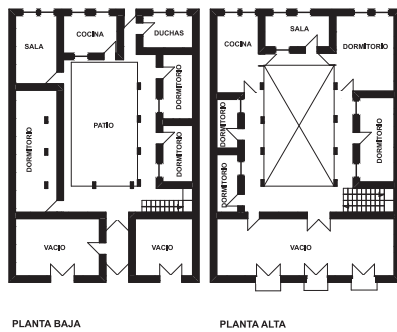 SALA
COCINA
DUCHAS
DORMITORIO
PATIO
DORMITORIO
DORMITORIO
VACIO
VACIO
PLANTA BAJA
COCINA
SALA
DORMITORIO
DORMITORIO
DORMITORIO
DORMITORIO
VACIO
PLANTA ALTA